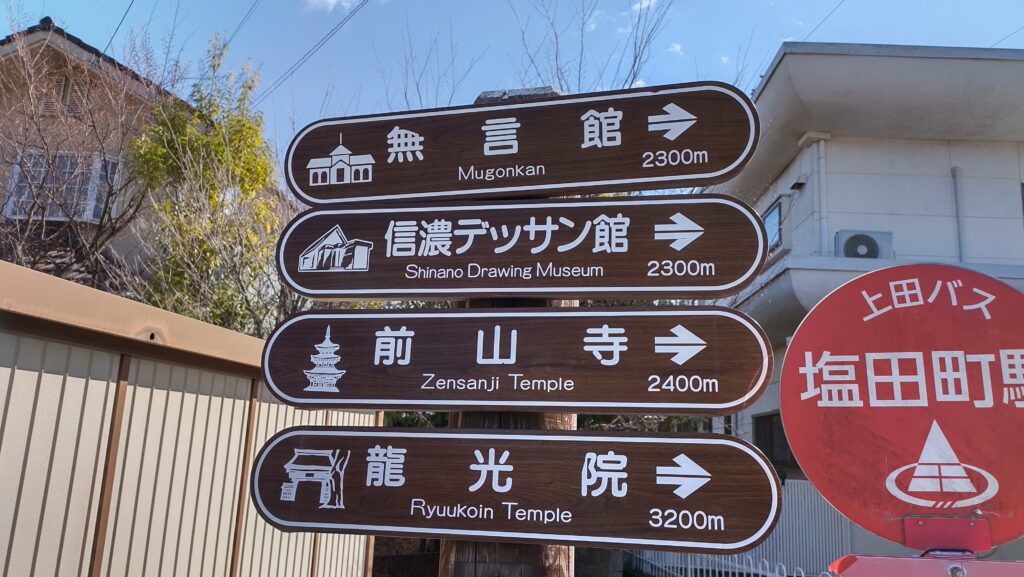 無言館 →
Mugonkan 2300m
信濃デッサン館 →
Shinano Drawing Museum 2300m
前山寺 →
Zensanji Temple 2400m
龍光院 →
Ryuukoin Temple 3200m
上田バス
塩田町駅